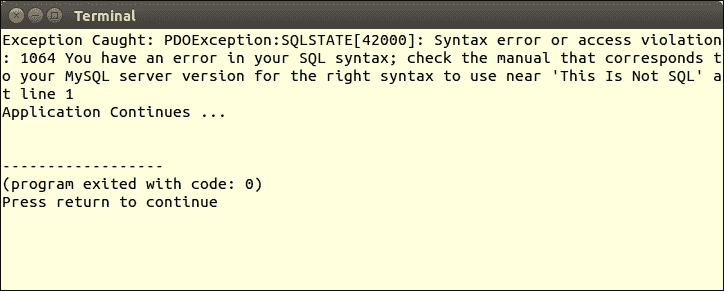 Terminal
Exception Caught: PDOException:SQLSTATE[42000]: Syntax error or access violation
: 1064 You have an error in your SQL syntax; check the manual that corresponds t
o your MySQL server version for the right syntax to use near 'This Is Not SQL' a
t line 1
Application Continues ...
------------------
(program exited with code: 0)
Press return to continue